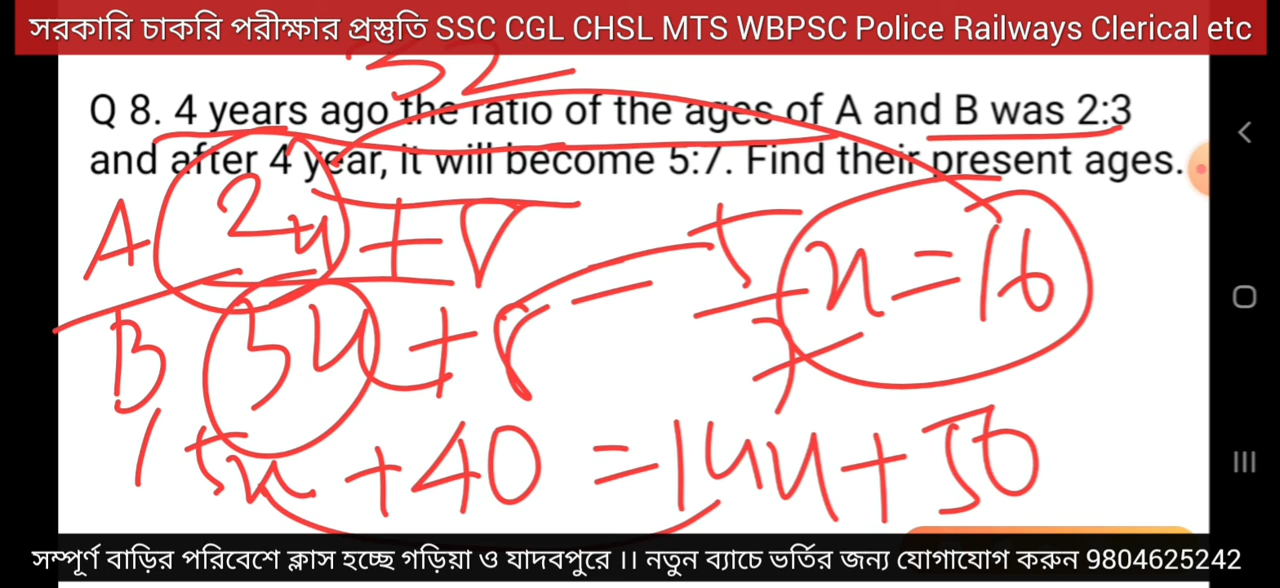 সরকারি চাকরি পরীক্ষার প্রস্তুতি SSC CGL CHSL MTS WBPSC Police Railways Clerical etc
32
Q 8. 4 years ago the ratio of the ages of A and B was 2:3
and after 4 year, it will become 5:7. Find their present ages.
A 2x + 8 = 5 x = 16
B 3x + 8 7
15x + 40 = 14x + 56
সম্পূর্ণ বাড়ির পরিবেশে ক্লাস হচ্ছে গড়িয়া ও যাদবপুরে ।। নতুন ব্যাচে ভর্তির জন্য যোগাযোগ করুন 9804625242